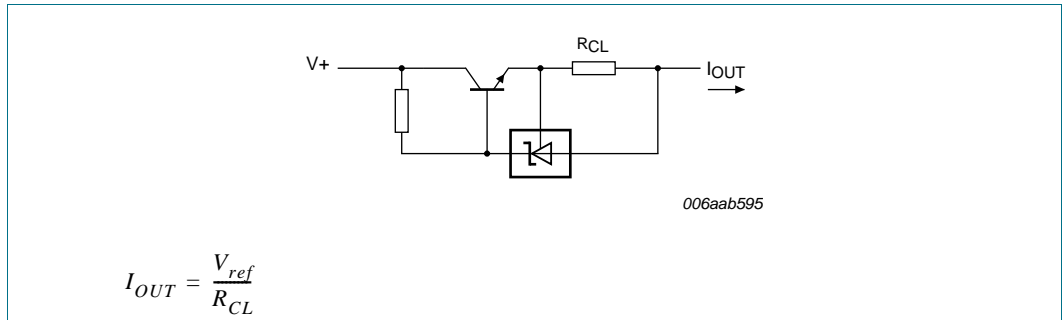 RCL
V+
IOUT
006aab595
IOUT = Vref / RCL